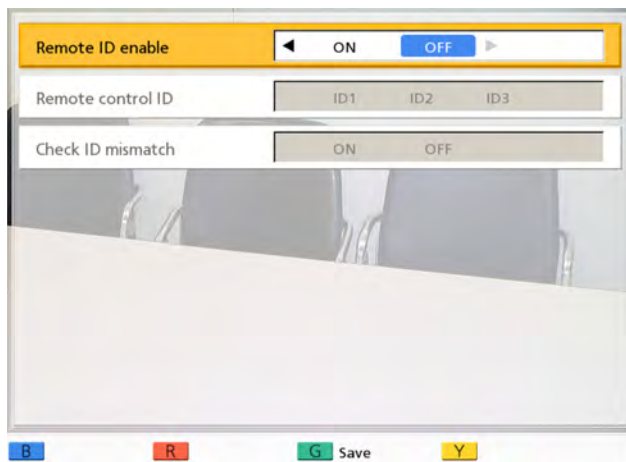 Remote ID enable ON OFF
Remote control ID ID1 ID2 ID3
Check ID mismatch ON OFF
B R G Save Y